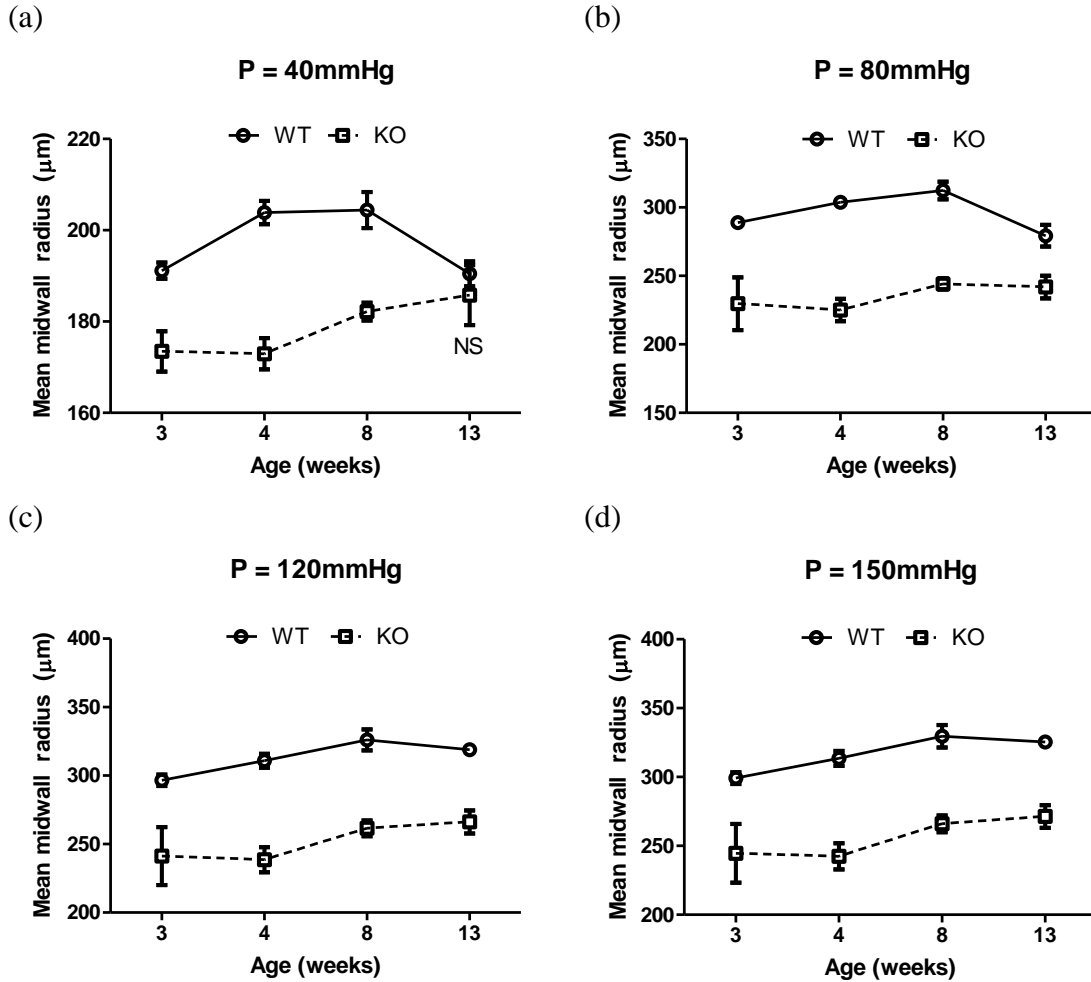 (a)
P = 40mmHg
WT KO
Mean midwall radius (μm)
220
200
180
160
NS
3 4 8 13
Age (weeks)
(b)
P = 80mmHg
WT KO
Mean midwall radius (μm)
350
300
250
200
150
3 4 8 13
Age (weeks)
(c)
P = 120mmHg
WT KO
Mean midwall radius (μm)
400
350
300
250
200
3 4 8 13
Age (weeks)
(d)
P = 150mmHg
WT KO
Mean midwall radius (μm)
400
350
300
250
200
3 4 8 13
Age (weeks)